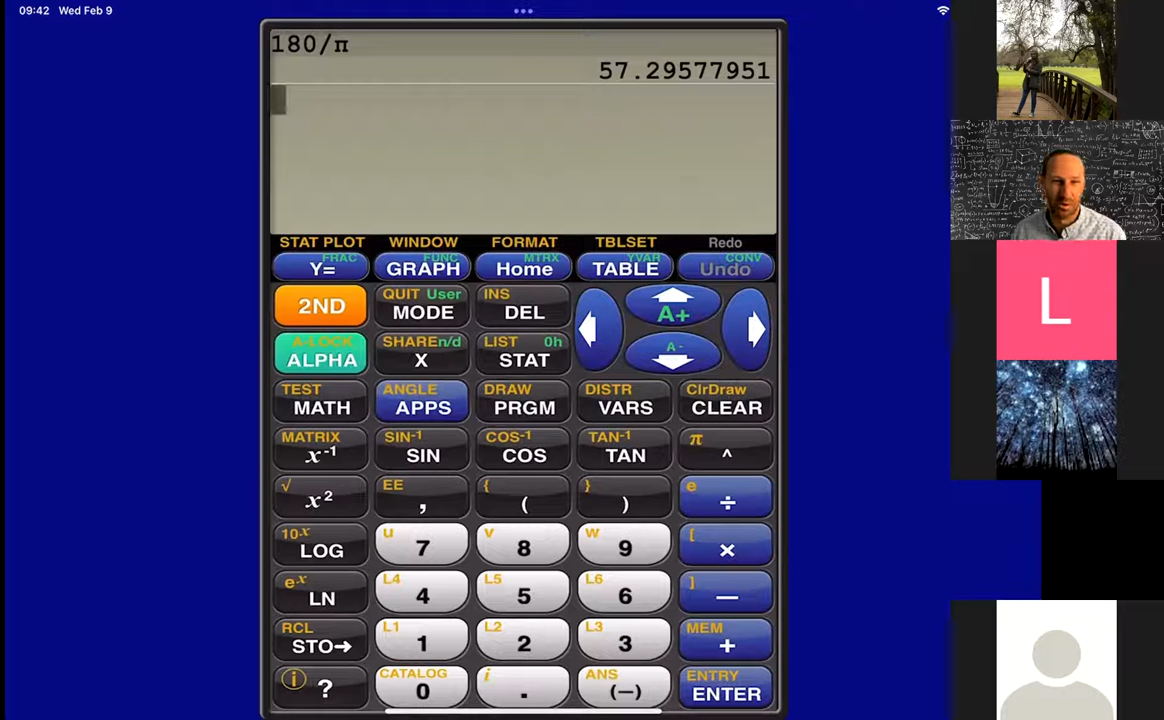 09:42 Wed Feb 9
180/π
57.29577951
STAT PLOT WINDOW FORMAT TBLSET Redo
FRAC FUNC MTRX YVAR CONV
Y= GRAPH Home TABLE Undo
QUIT User INS
2ND MODE DEL A+
A-LOCK SHARE n/d LIST 0h A-
ALPHA X STAT
TEST ANGLE DRAW DISTR ClrDraw
MATH APPS PRGM VARS CLEAR
MATRIX SIN-1 COS-1 TAN-1 π
x-1 SIN COS TAN ^
√ EE { } e
x2 , ( ) ÷
10x u v w [
LOG 7 8 9 ×
ex L4 L5 L6 ]
LN 4 5 6 —
RCL L1 L2 L3 MEM
STO➔ 1 2 3 +
i CATALOG i ANS ENTRY
? 0 . (—) ENTER
L